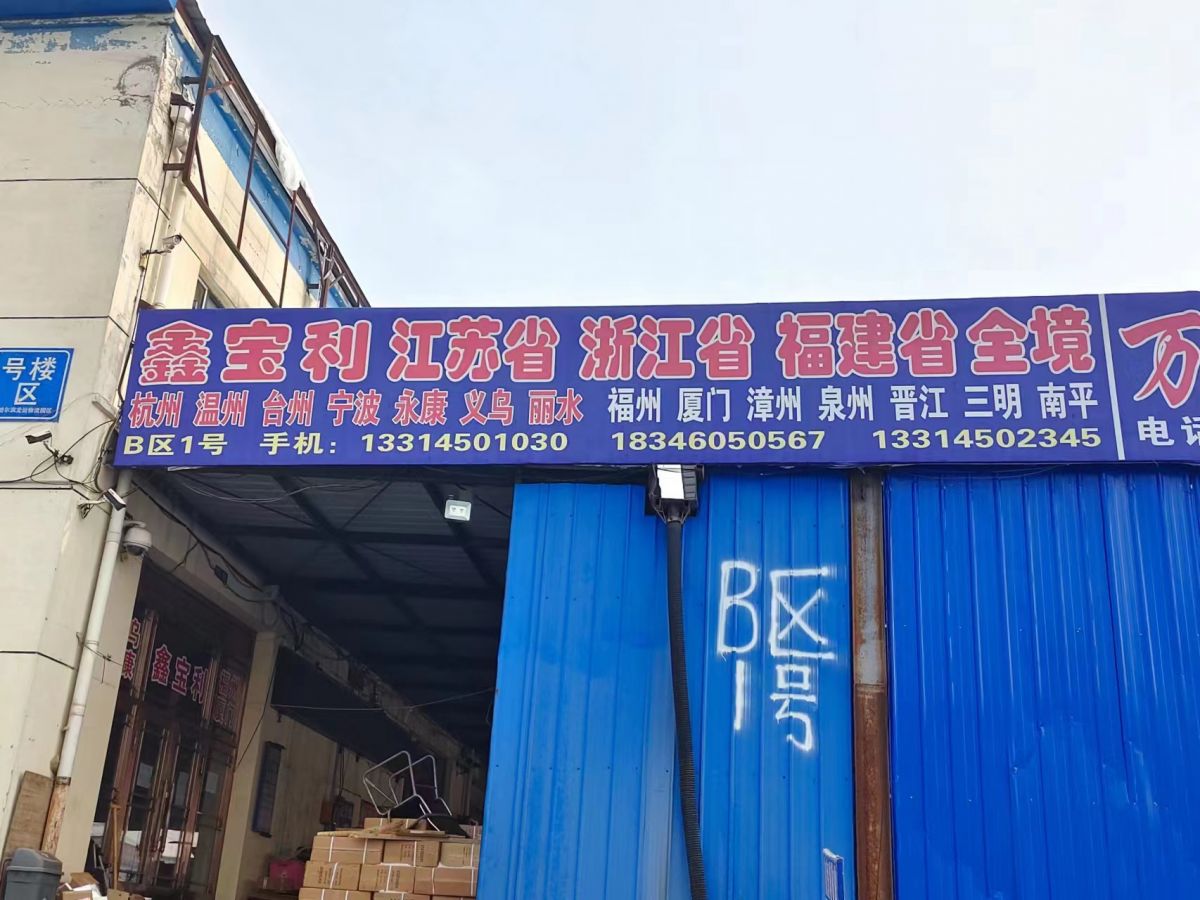 鑫宝利 江苏省 浙江省 福建省全境
杭州 温州 台州 宁波 永康 义乌 丽水 福州 厦门 漳州 泉州 晋江 三明 南平
B区1号 手机：13314501030 18346050567 13314502345
万
电话
号楼
区
B区
1号
鑫宝利